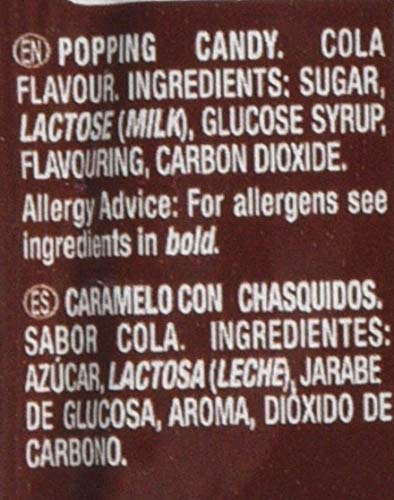 EN POPPING CANDY. COLA
FLAVOUR. INGREDIENTS: SUGAR,
LACTOSE (MILK), GLUCOSE SYRUP,
FLAVOURING, CARBON DIOXIDE.
Allergy Advice: For allergens see
ingredients in bold.
ES CARAMELO CON CHASQUIDOS.
SABOR COLA. INGREDIENTES:
AZÚCAR, LACTOSA (LECHE), JARABE
DE GLUCOSA, AROMA, DIÓXIDO DE
CARBONO.